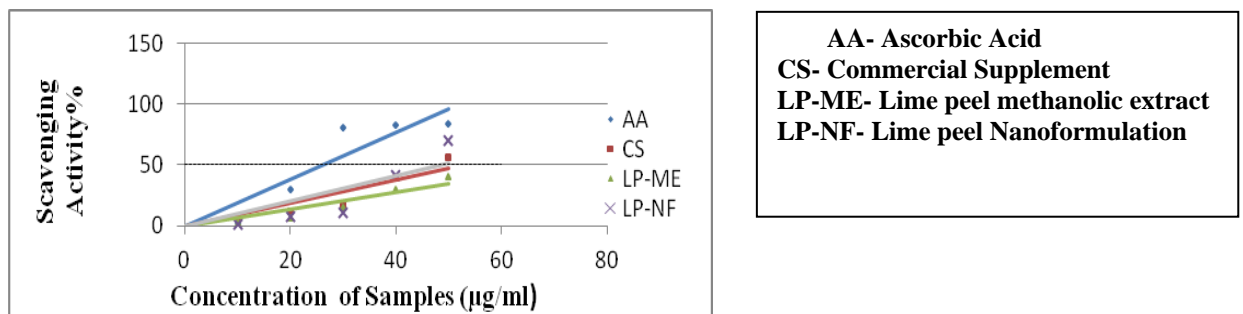 150
100
50
0
0 20 40 60 80
Scavenging
Activity%
Concentration of Samples (µg/ml)
AA
CS
LP-ME
LP-NF
AA- Ascorbic Acid
CS- Commercial Supplement
LP-ME- Lime peel methanolic extract
LP-NF- Lime peel Nanoformulation